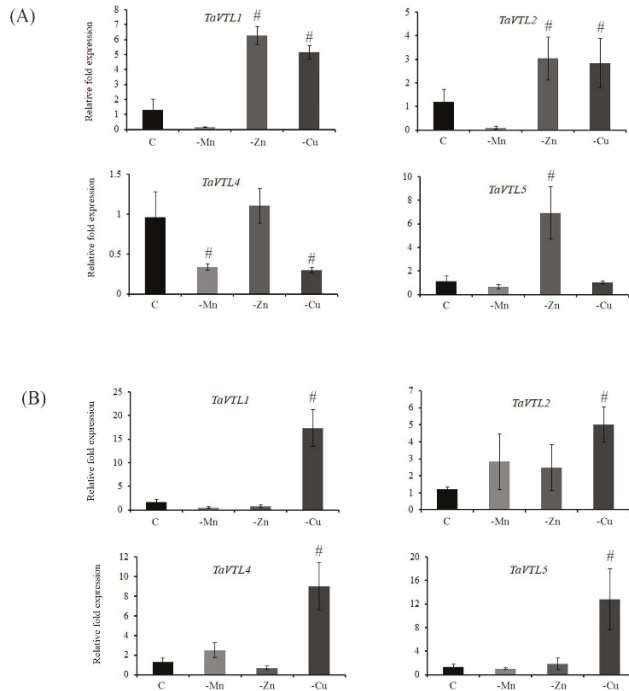 (A)
TaVTL1
Relative fold expression
8
7
6
5
4
3
2
1
0
#
#
C -Mn -Zn -Cu
TaVTL2
5
4
3
2
1
0
#
#
C -Mn -Zn -Cu
TaVTL4
Relative fold expression
1.5
1
0.5
0
#
#
C -Mn -Zn -Cu
TaVTL5
10
8
6
4
2
0
#
C -Mn -Zn -Cu
(B)
TaVTL1
Relative fold expression
25
20
15
10
5
0
#
C -Mn -Zn -Cu
TaVTL2
7
6
5
4
3
2
1
0
#
C -Mn -Zn -Cu
TaVTL4
Relative fold expression
12
9
6
4
2
0
#
C -Mn -Zn -Cu
TaVTL5
20
16
12
8
4
0
#
C -Mn -Zn -Cu